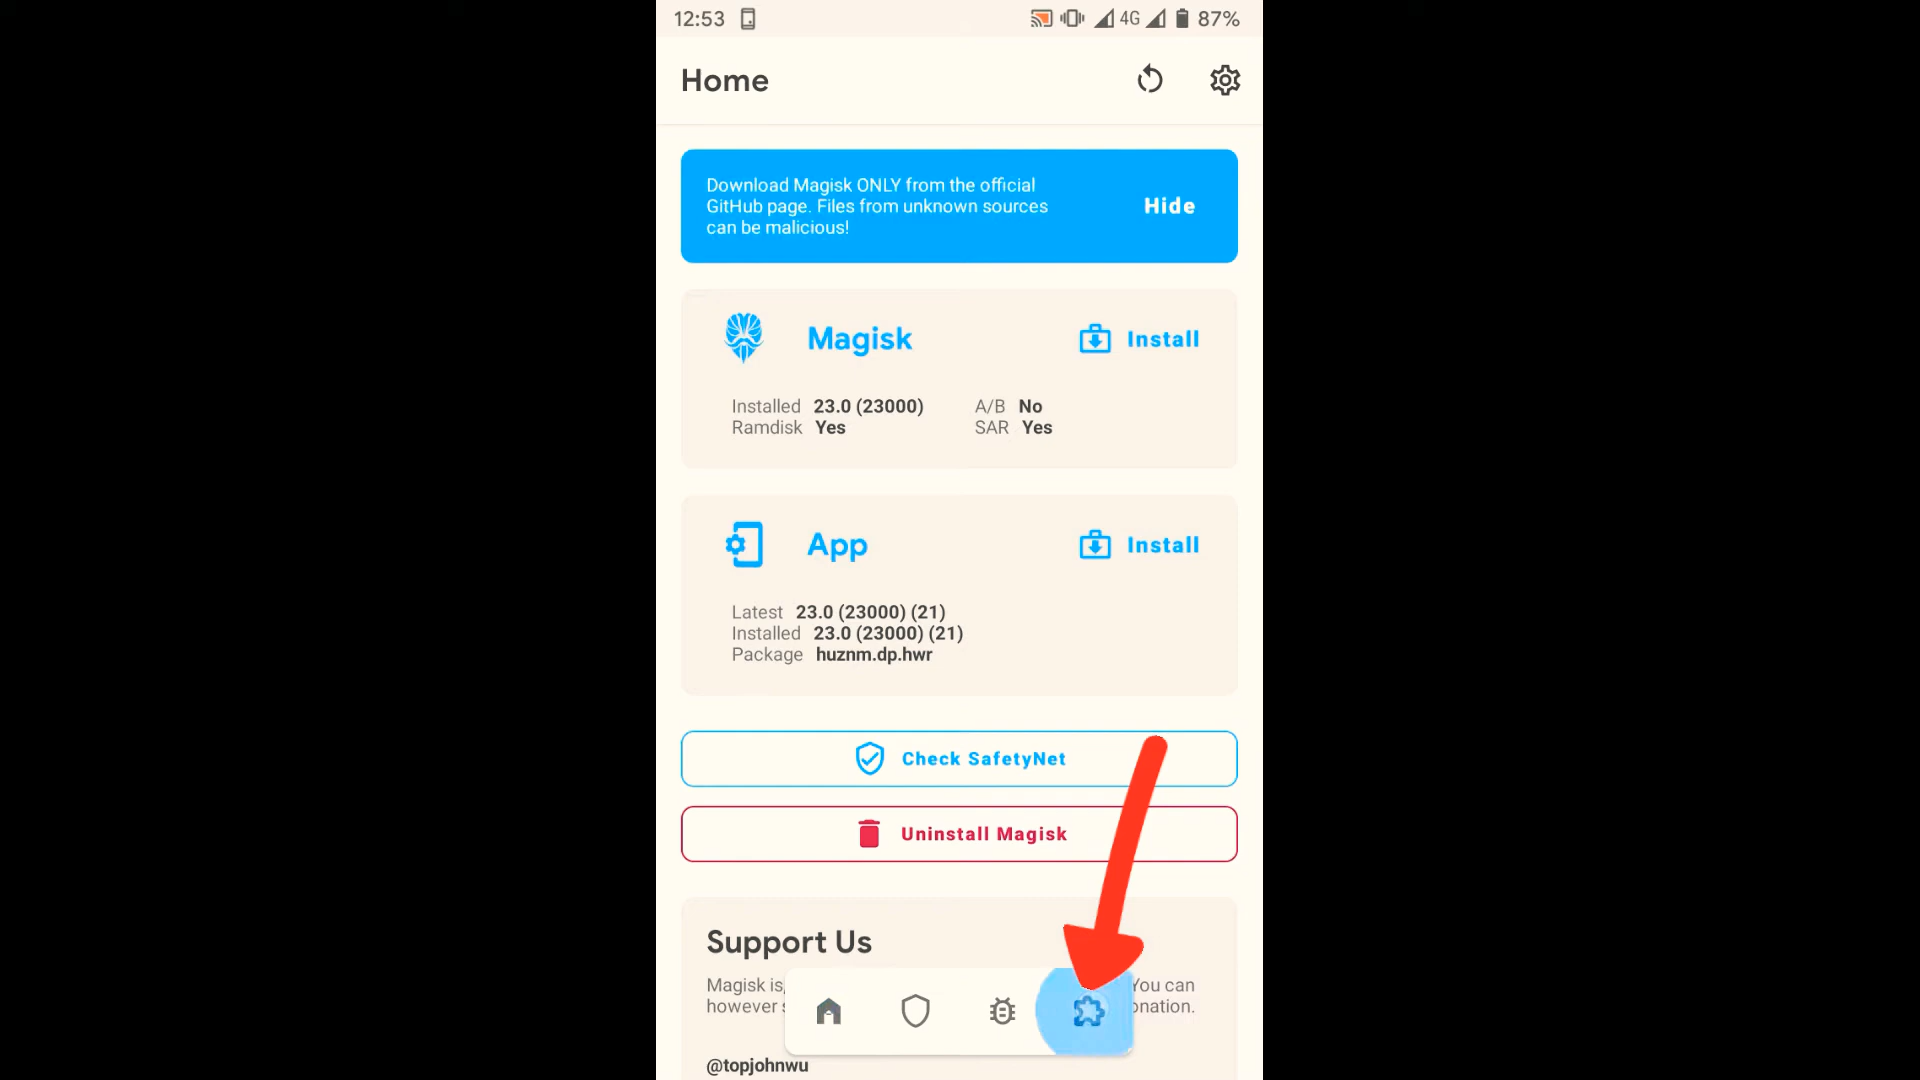 12:53
4G
87%
Home
Download Magisk ONLY from the official
GitHub page. Files from unknown sources
can be malicious!
Hide
Magisk
Install
Installed 23.0 (23000)
A/B No
Ramdisk Yes
SAR Yes
App
Install
Latest 23.0 (23000) (21)
Installed 23.0 (23000) (21)
Package huznm.dp.hwr
Check SafetyNet
Uninstall Magisk
Support Us
Magisk is, You can
however onation.
@topjohnwu